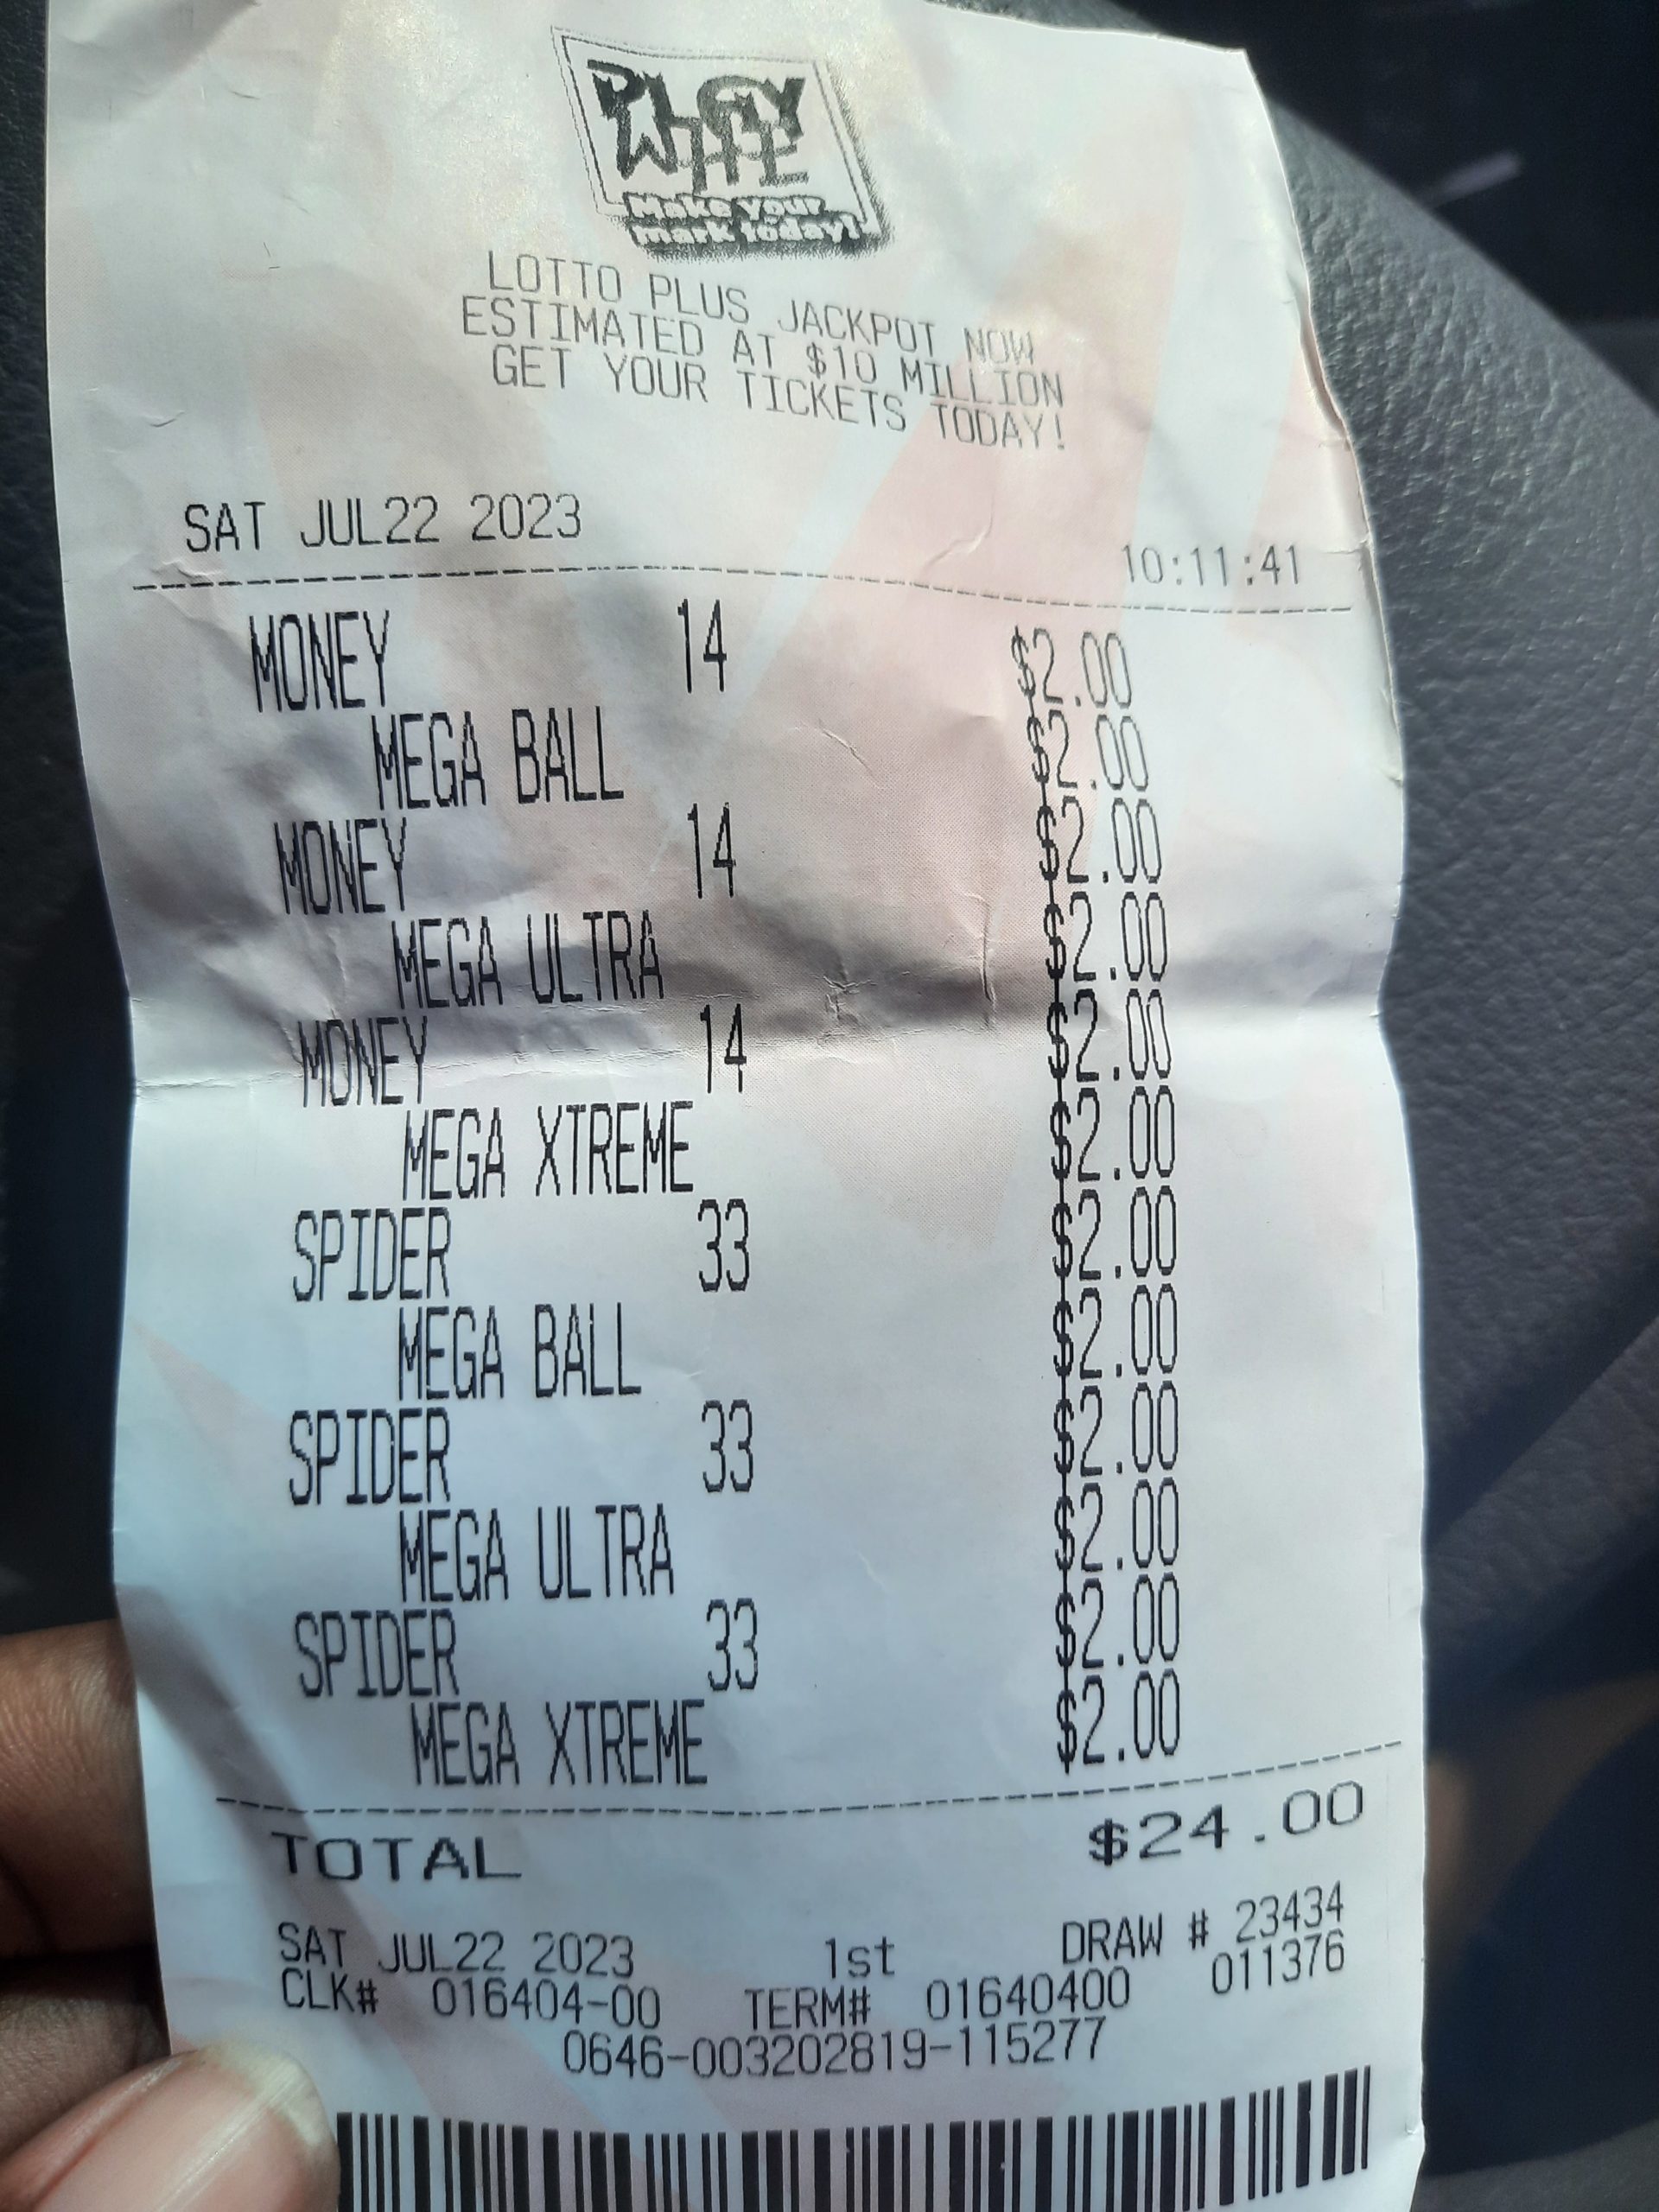 PLAY
WHE
Make your
mark today!
LOTTO PLUS JACKPOT NOW
ESTIMATED AT $10 MILLION
GET YOUR TICKETS TODAY!
SAT JUL22 2023 10:11:41
MONEY 14 $2.00
MEGA BALL $2.00
MONEY 14 $2.00
MEGA ULTRA $2.00
MONEY 14 $2.00
MEGA XTREME $2.00
SPIDER 33 $2.00
MEGA BALL $2.00
SPIDER 33 $2.00
MEGA ULTRA $2.00
SPIDER 33 $2.00
MEGA XTREME $2.00
TOTAL $24.00
SAT JUL22 2023 1st DRAW # 23434
CLK# 016404-00 TERM# 01640400 011376
0646-003202819-115277